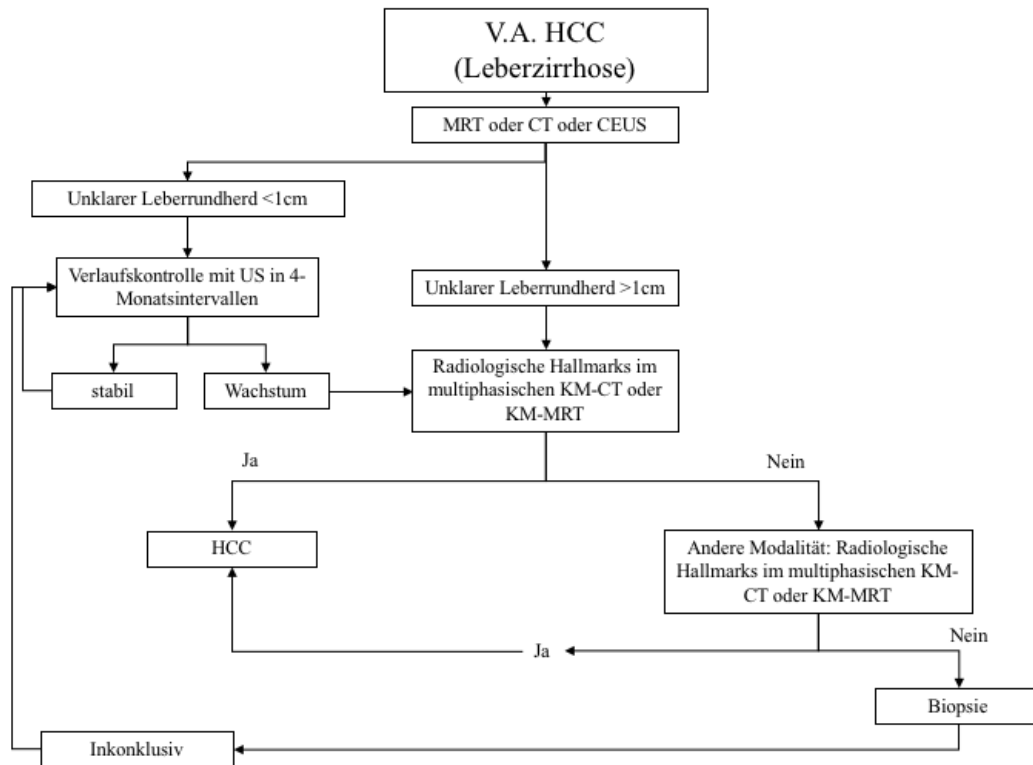 V.A. HCC
(Leberzirrhose)
MRT oder CT oder CEUS
Unklarer Leberrundherd <1cm
Verlaufskontrolle mit US in 4-
Monatsintervallen
Unklarer Leberrundherd >1cm
stabil
Wachstum
Radiologische Hallmarks im
multiphasischen KM-CT oder
KM-MRT
Ja
Nein
HCC
Andere Modalität: Radiologische
Hallmarks im multiphasischen KM-
CT oder KM-MRT
Ja
Nein
Biopsie
Inkonklusiv